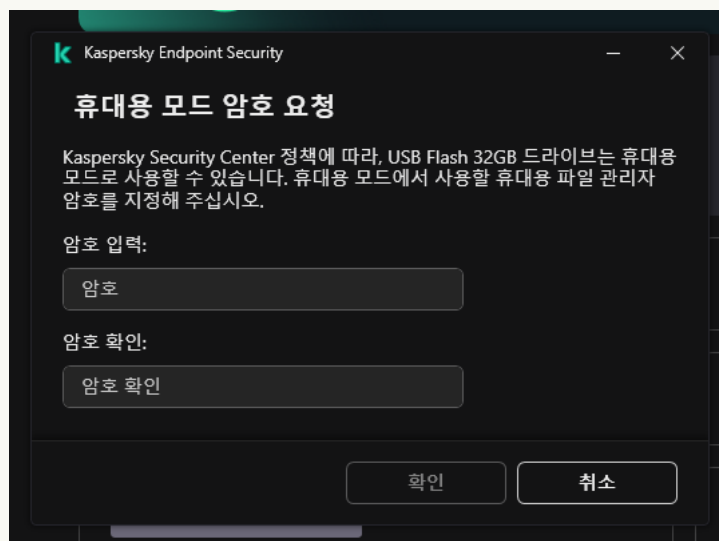 Kaspersky Endpoint Security
휴대용 모드 암호 요청
Kaspersky Security Center 정책에 따라, USB Flash 32GB 드라이브는 휴대용
모드로 사용할 수 있습니다. 휴대용 모드에서 사용할 휴대용 파일 관리자
암호를 지정해 주십시오.
암호 입력:
암호
암호 확인:
암호 확인
확인 취소